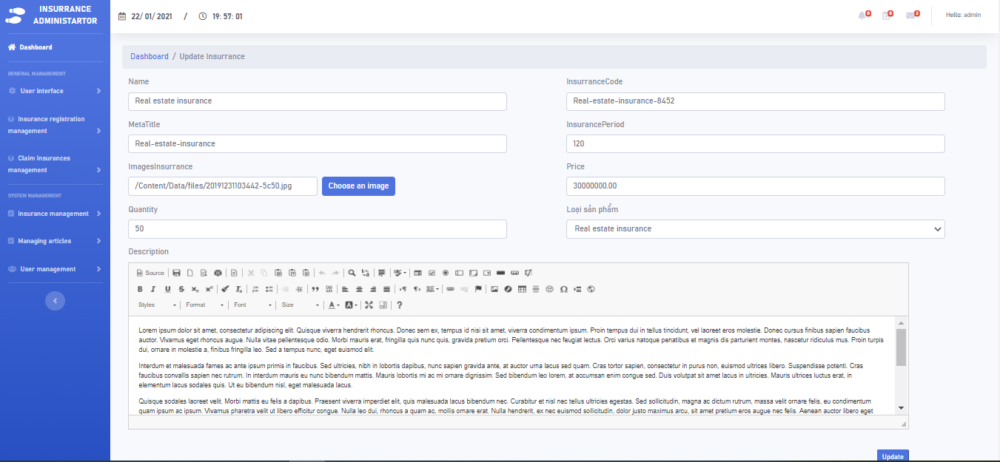 INSURRANCE
ADMINISTARTOR
22/ 01/ 2021 / 19: 57: 01
0 0 2 Hello: admin
Dashboard
GENERAL MANAGEMENT
User interface
Insurance registration
management
Claim Insurances
management
SYSTEM MANAGEMENT
Insurance management
Managing articles
User management
Dashboard / Update Insurrance
Name
Real estate insurance
InsurranceCode
Real-estate-insurance-8452
MetaTitle
Real-estate-insurance
InsurancePeriod
120
ImagesInsurrance
/Content/Data/files/20191231103442-5c50.jpg
Choose an image
Price
30000000.00
Quantity
50
Loại sản phẩm
Real estate insurance
Description
Source
B I U S x₂ x² Ix
Styles Format Font Size A A ?
Lorem ipsum dolor sit amet, consectetur adipiscing elit. Quisque viverra hendrerit rhoncus. Donec sem ex, tempus id nisi sit amet, viverra condimentum ipsum. Proin tempus dui in tellus tincidunt, vel laoreet eros molestie. Donec cursus finibus sapien faucibus
auctor. Vivamus eget rhoncus augue. Nulla vitae pellentesque odio. Morbi mauris erat, fringilla quis nunc quis, gravida pretium orci. Pellentesque nec feugiat lectus. Orci varius natoque penatibus et magnis dis parturient montes, nascetur ridiculus mus. Proin turpis
dui, ornare in molestie a, finibus fringilla leo. Sed a tempus nunc, eget euismod elit.
Interdum et malesuada fames ac ante ipsum primis in faucibus. Sed ultricies, nibh in lobortis dapibus, nunc sapien gravida ante, at auctor urna lacus sed quam. Cras tortor sapien, consectetur in purus non, euismod ultrices libero. Suspendisse potenti. Cras
faucibus convallis sapien nec rutrum. In interdum mauris eu nunc bibendum mattis. Mauris lobortis mi ac mi ornare dignissim. Sed bibendum leo lorem, at accumsan enim congue sed. Duis volutpat sit amet lacus in ultricies. Mauris ultrices luctus erat, in
elementum lacus sodales quis. Ut eu bibendum nisl, eget malesuada lacus.
Quisque sodales laoreet velit. Morbi mattis eu felis a dapibus. Praesent viverra imperdiet elit, quis malesuada lacus bibendum nec. Curabitur et nisl nec tellus ultricies egestas. Sed sollicitudin, magna ac dictum rutrum, massa velit ornare felis, eu condimentum
quam ipsum ac ipsum. Vivamus pharetra velit ut libero efficitur congue. Nulla leo dui, rhoncus a quam ac, mollis ornare erat. Nulla hendrerit, ex nec euismod sollicitudin, dolor justo maximus arcu, sit amet pretium eros augue nec felis. Aenean auctor libero eget
Update